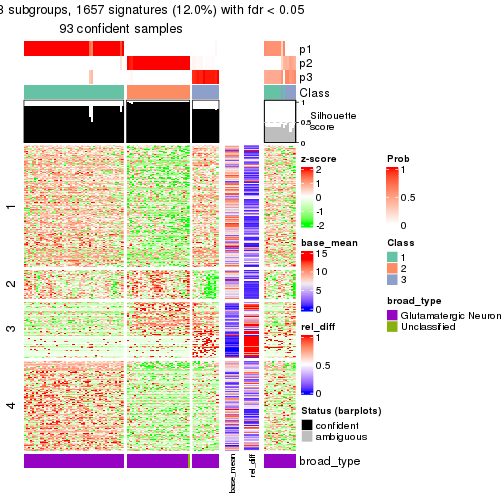 3 subgroups, 1657 signatures (12.0%) with fdr < 0.05
93 confident samples
p1
p2
p3
Class
1
0.5
0
Silhouette
score
1
2
3
4
base_mean
rel_diff
broad_type
z-score
2
1
0
-1
-2
base_mean
15
10
5
0
rel_diff
1
0.5
0
Status (barplots)
confident
ambiguous
Prob
1
0.5
0
Class
1
2
3
broad_type
Glutamatergic Neuron
Unclassified